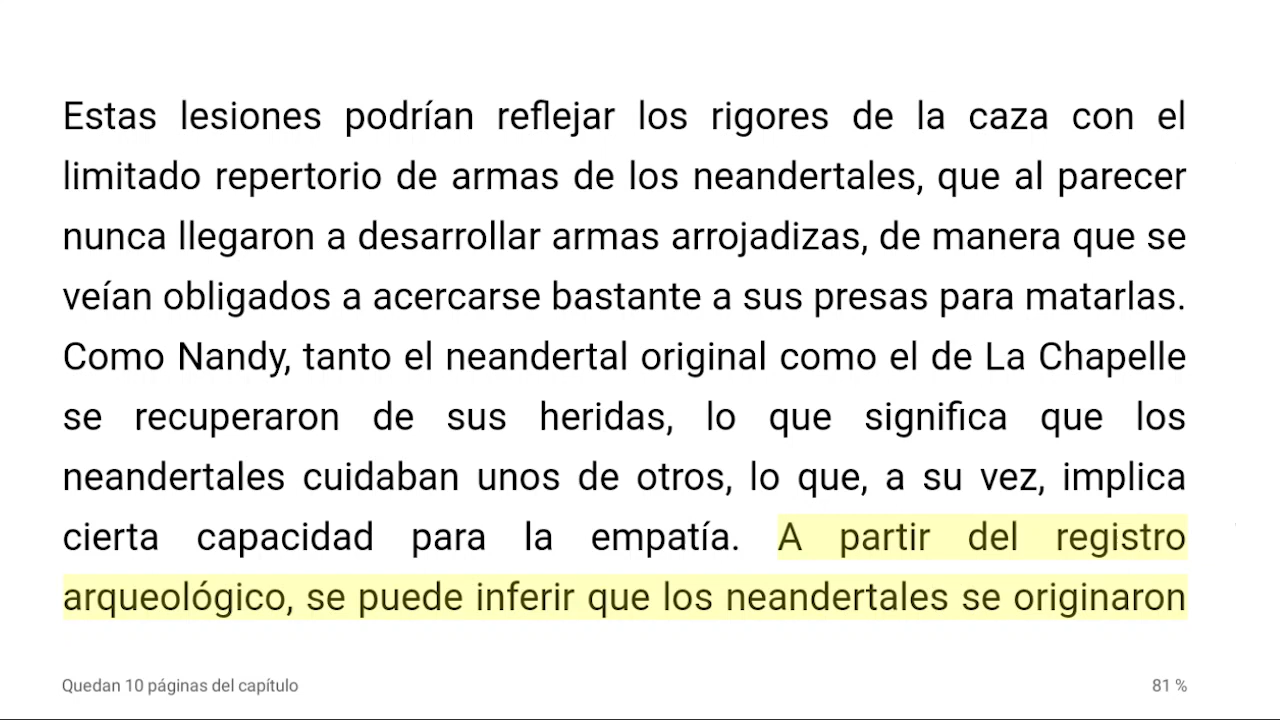 Estas lesiones podrían reflejar los rigores de la caza con el
limitado repertorio de armas de los neandertales, que al parecer
nunca llegaron a desarrollar armas arrojadizas, de manera que se
veían obligados a acercarse bastante a sus presas para matarlas.
Como Nandy, tanto el neandertal original como el de La Chapelle
se recuperaron de sus heridas, lo que significa que los
neandertales cuidaban unos de otros, lo que, a su vez, implica
cierta capacidad para la empatía. A partir del registro
arqueológico, se puede inferir que los neandertales se originaron
Quedan 10 páginas del capítulo
81 %